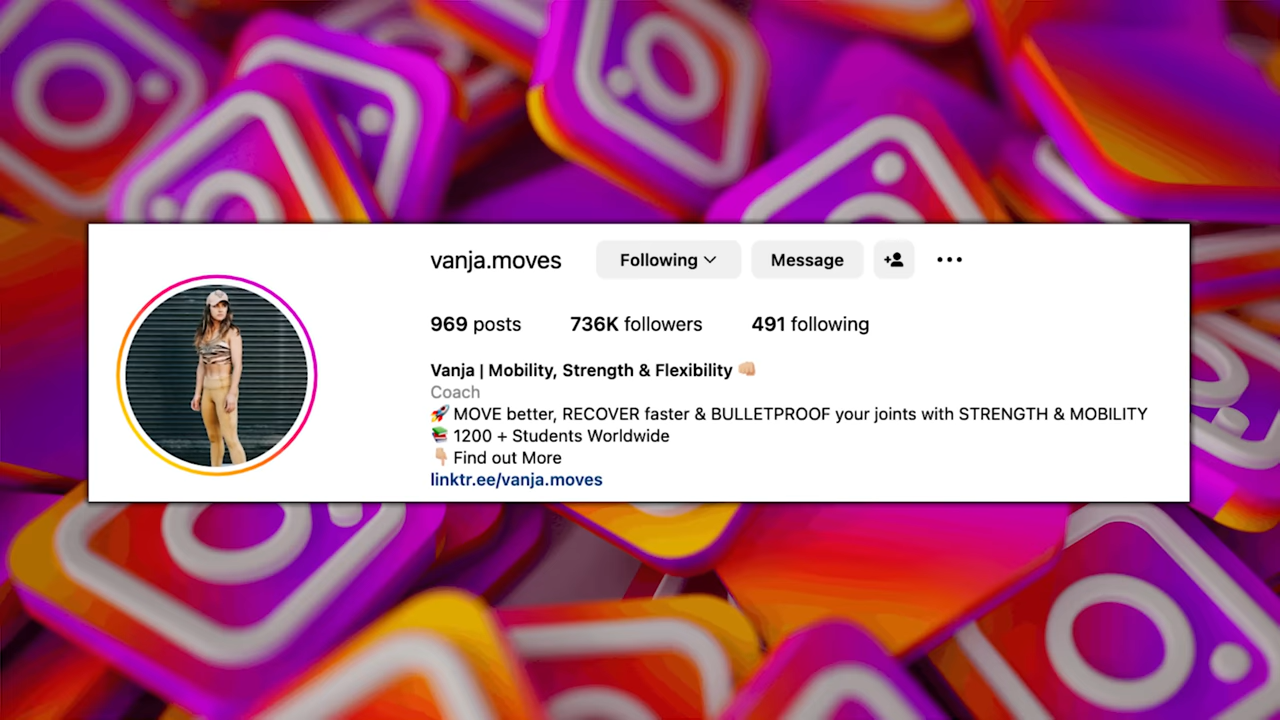 vanja.moves Following Message
969 posts 736K followers 491 following
Vanja | Mobility, Strength & Flexibility 👊🏼
Coach
🚀 MOVE better, RECOVER faster & BULLETPROOF your joints with STRENGTH & MOBILITY
📚 1200 + Students Worldwide
👇🏼 Find out More
linktr.ee/vanja.moves